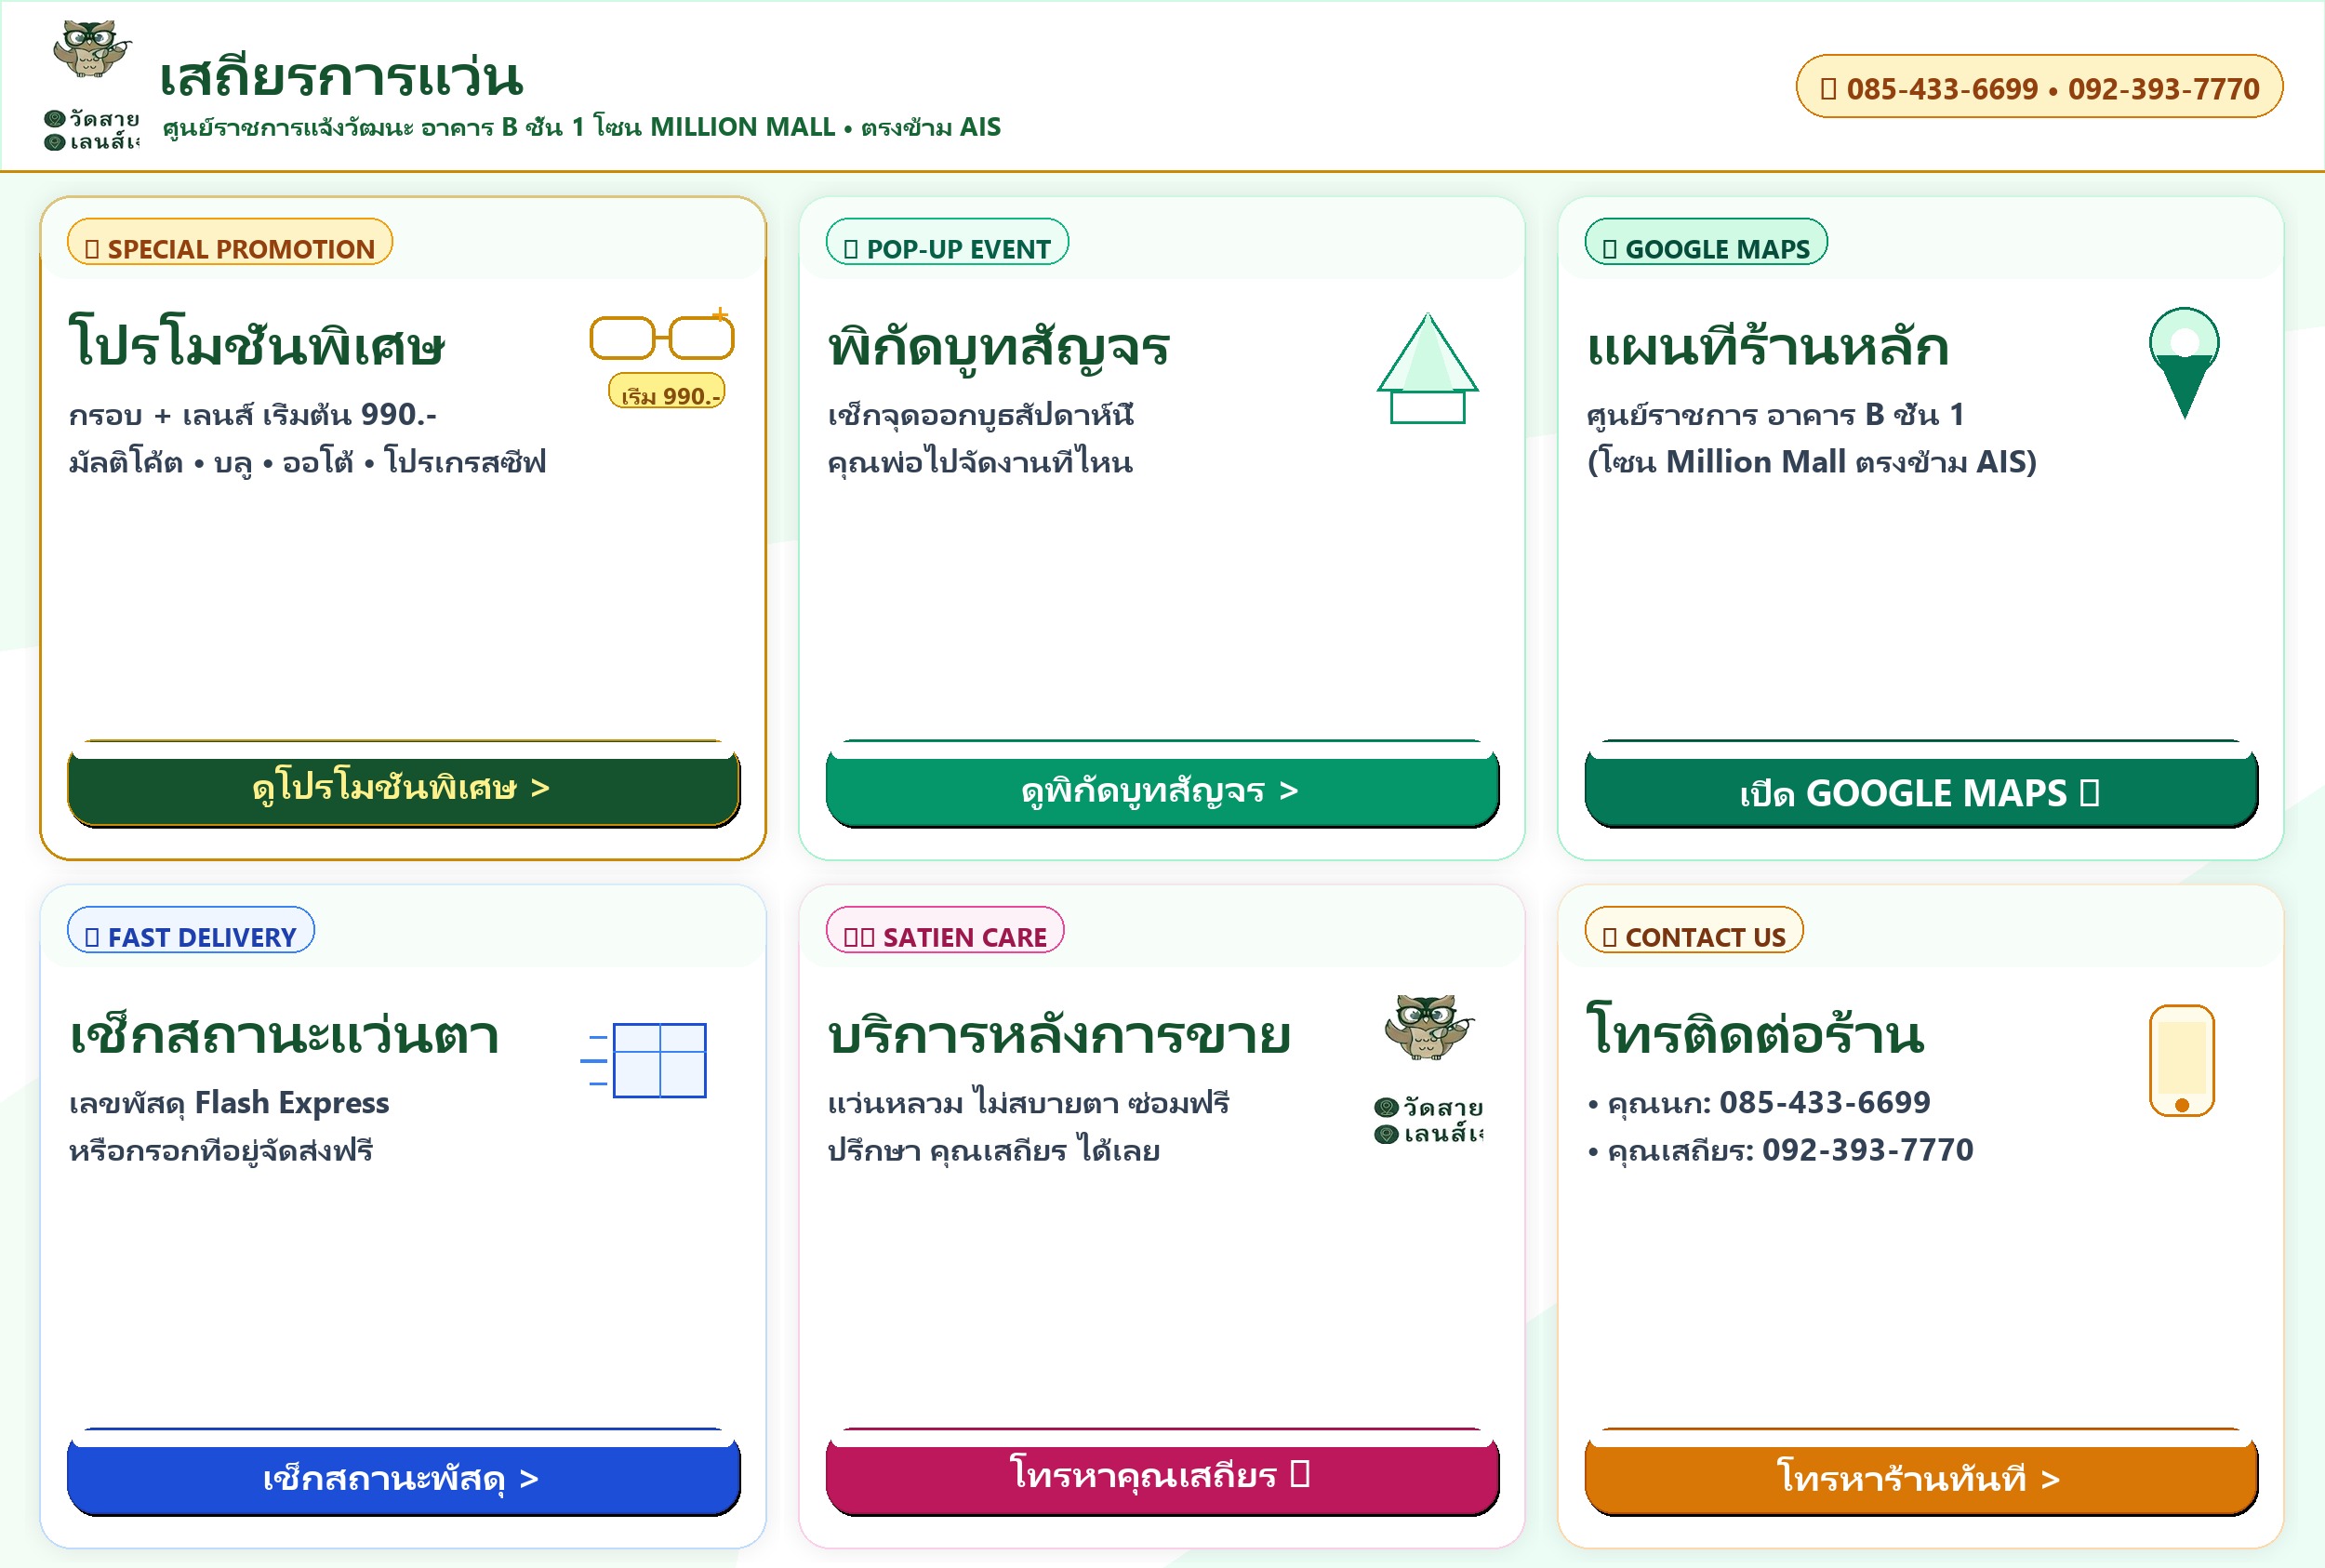 เสถียรการแว่น
ศูนย์ราชการแจ้งวัฒนะ อาคาร B ชั้น 1 โซน MILLION MALL • ตรงข้าม AIS
วัดสาย
เลนส์เ
085-433-6699 • 092-393-7770
SPECIAL PROMOTION
โปรโมชั่นพิเศษ
เริ่ม 990.-
กรอบ + เลนส์ เริ่มต้น 990.-
มัลติโค้ต • บลู • ออโต้ • โปรเกรสซีฟ
ดูโปรโมชั่นพิเศษ >
POP-UP EVENT
พิกัดบูทสัญจร
เช็กจุดออกบูธสัปดาห์นี้
คุณพ่อไปจัดงานที่ไหน
ดูพิกัดบูทสัญจร >
GOOGLE MAPS
แผนที่ร้านหลัก
ศูนย์ราชการ อาคาร B ชั้น 1
(โซน Million Mall ตรงข้าม AIS)
เปิด GOOGLE MAPS
FAST DELIVERY
เช็กสถานะแว่นตา
เลขพัสดุ Flash Express
หรือกรอกที่อยู่จัดส่งฟรี
เช็กสถานะพัสดุ >
SATIEN CARE
บริการหลังการขาย
แว่นหลวม ไม่สบายตา ซ่อมฟรี
ปรึกษา คุณเสถียร ได้เลย
วัดสาย
เลนส์เ
โทรหาคุณเสถียร
CONTACT US
โทรติดต่อร้าน
• คุณนก: 085-433-6699
• คุณเสถียร: 092-393-7770
โทรหาร้านทันที >